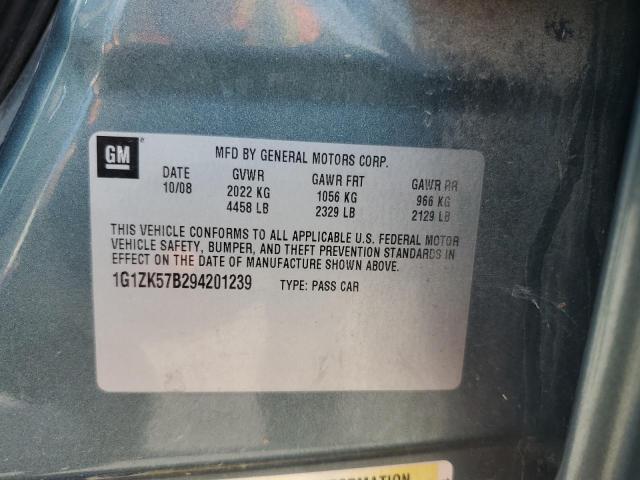 GM
MFD BY GENERAL MOTORS CORP.
DATE GVWR GAWR FRT GAWR RR
10/08 2022 KG 1056 KG 966 KG
4458 LB 2329 LB 2129 LB
THIS VEHICLE CONFORMS TO ALL APPLICABLE U.S. FEDERAL MOTOR
VEHICLE SAFETY, BUMPER, AND THEFT PREVENTION STANDARDS IN
EFFECT ON THE DATE OF MANUFACTURE SHOWN ABOVE.
1G1ZK57B294201239 TYPE: PASS CAR
INFORMATION